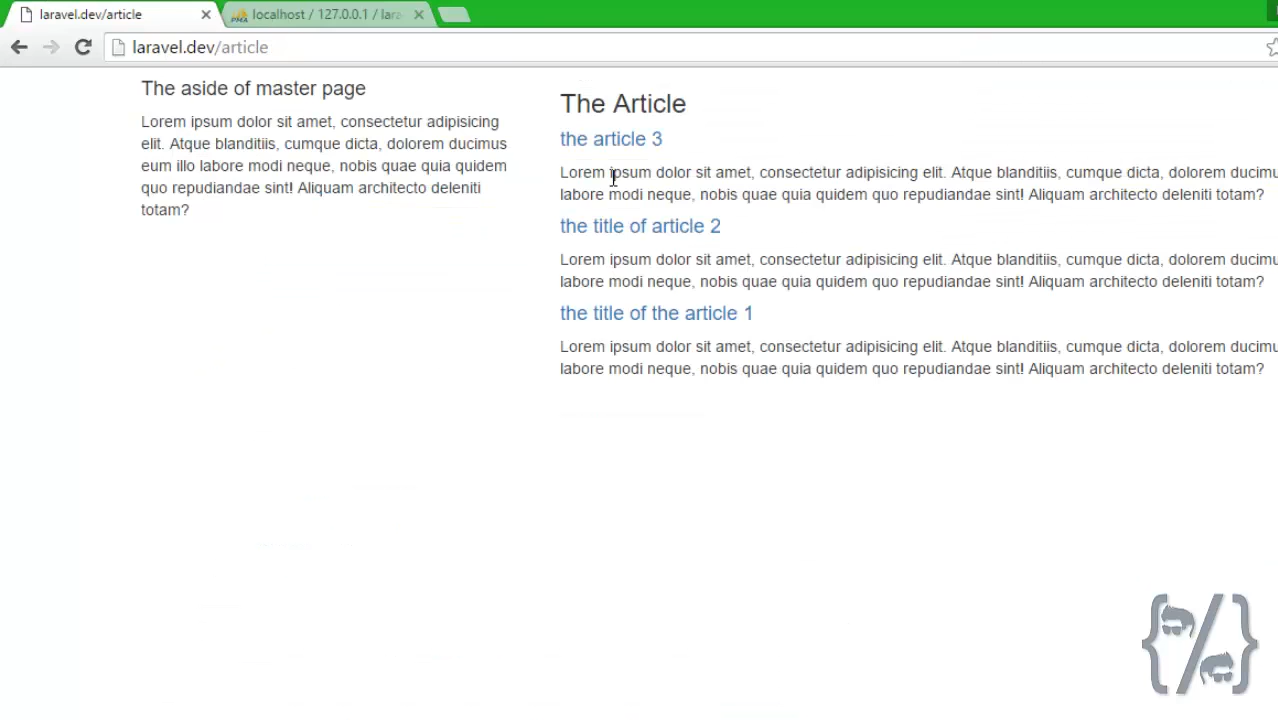 laravel.dev/article
localhost / 127.0.0.1 / lara
laravel.dev/article
The aside of master page
Lorem ipsum dolor sit amet, consectetur adipisicing
elit. Atque blanditiis, cumque dicta, dolorem ducimus
eum illo labore modi neque, nobis quae quia quidem
quo repudiandae sint! Aliquam architecto deleniti
totam?
The Article
the article 3
Lorem ipsum dolor sit amet, consectetur adipisicing elit. Atque blanditiis, cumque dicta, dolorem ducimu
labore modi neque, nobis quae quia quidem quo repudiandae sint! Aliquam architecto deleniti totam?
the title of article 2
Lorem ipsum dolor sit amet, consectetur adipisicing elit. Atque blanditiis, cumque dicta, dolorem ducimu
labore modi neque, nobis quae quia quidem quo repudiandae sint! Aliquam architecto deleniti totam?
the title of the article 1
Lorem ipsum dolor sit amet, consectetur adipisicing elit. Atque blanditiis, cumque dicta, dolorem ducimu
labore modi neque, nobis quae quia quidem quo repudiandae sint! Aliquam architecto deleniti totam?